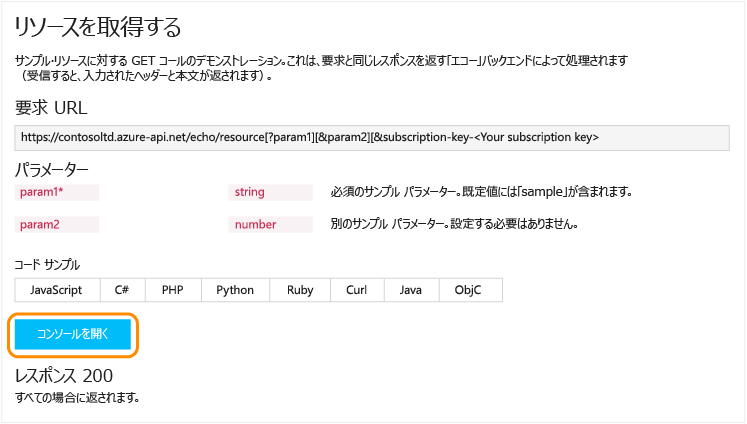 リソースを取得する
サンプル・リソースに対する GET コールのデモンストレーション。これは、要求と同じレスポンスを返す「エコー」バックエンドによって処理されます
（受信すると、入力されたヘッダーと本文が返されます）。
要求 URL
https://contosoltd.azure-api.net/echo/resource[?param1][&param2][&subscription-key-<Your subscription key>
パラメーター
param1* string 必須のサンプル パラメーター。既定値には「sample」が含まれます。
param2 number 別のサンプル パラメーター。設定する必要はありません。
コード サンプル
JavaScript C# PHP Python Ruby Curl Java ObjC
コンソールを開く
レスポンス 200
すべての場合に返されます。